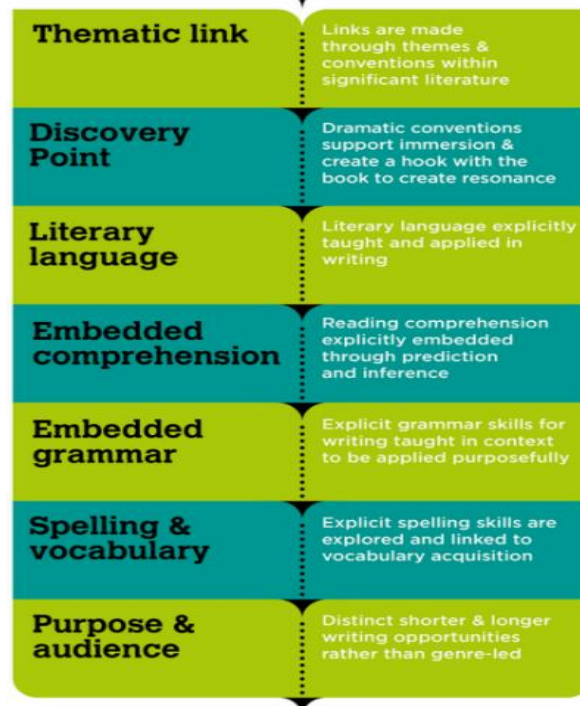 Thematic link
Links are made
through themes &
conventions within
significant literature
Discovery
Point
Dramatic conventions
support immersion &
create a hook with the
book to create resonance
Literary
language
Literary language explicitly
taught and applied in
writing
Embedded
comprehension
Reading comprehension
explicitly embedded
through prediction
and inference
Embedded
grammar
Explicit grammar skills for
writing taught in context
to be applied purposefully
Spelling &
vocabulary
Explicit spelling skills are
explored and linked to
vocabulary acquisition
Purpose &
audience
Distinct shorter & longer
writing opportunities
rather than genre-led